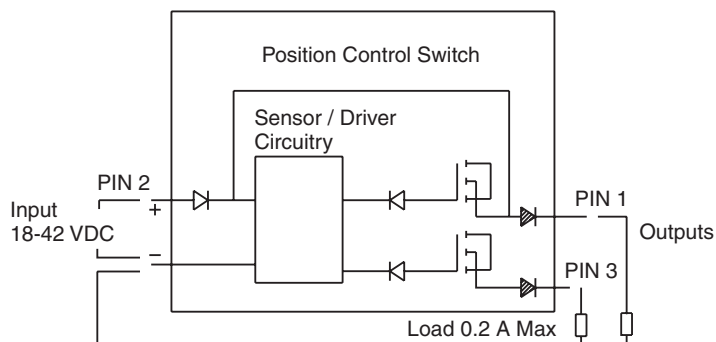 Position Control Switch
Sensor / Driver
Circuitry
PIN 2
+
Input
18-42 VDC
−
PIN 1
Outputs
PIN 3
Load 0.2 A Max